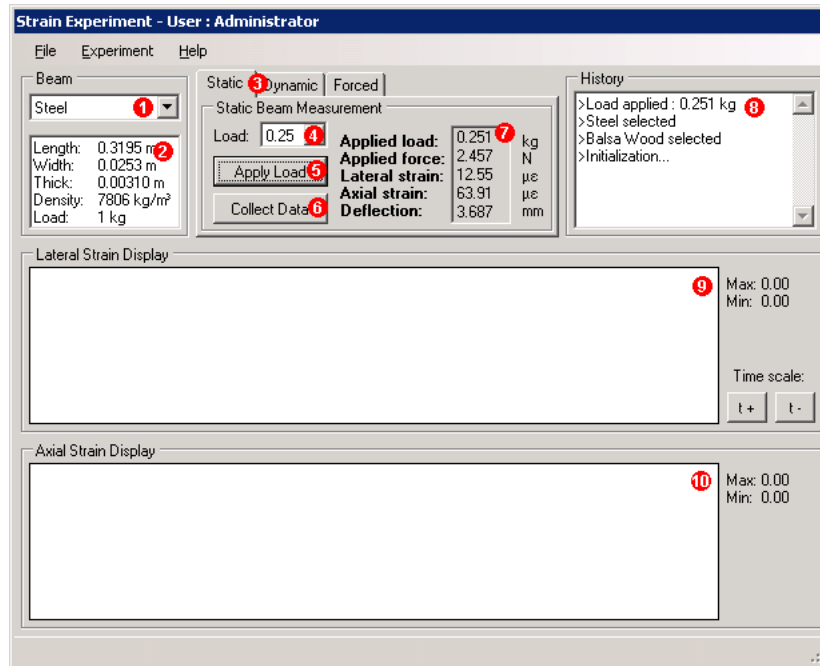 Strain Experiment - User : Administrator
File Experiment Help
Beam
Steel
1
Length: 0.3195 m
2
Width: 0.0253 m
Thick: 0.00310 m
Density: 7806 kg/m³
Load: 1 kg
Static 3 Dynamic Forced
Static Beam Measurement
Load: 0.25 4
Apply Load 5
Collect Data 6
Applied load: 0.251 7 kg
Applied force: 2.457 N
Lateral strain: 12.55 µε
Axial strain: 63.91 µε
Deflection: 3.687 mm
History
>Load applied : 0.251 kg 8
>Steel selected
>Balsa Wood selected
>Initialization...
Lateral Strain Display
9
Max: 0.00
Min: 0.00
Time scale:
t + t -
Axial Strain Display
10
Max: 0.00
Min: 0.00